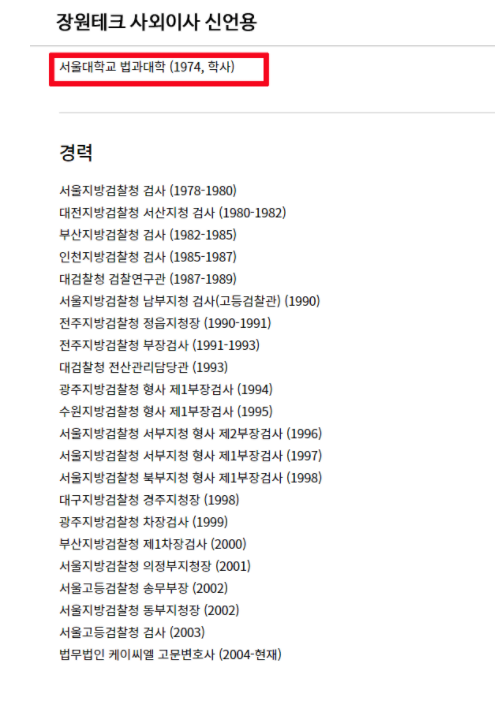 장원테크 사외이사 신언용
서울대학교 법과대학 (1974, 학사)
경력
서울지방검찰청 검사 (1978-1980)
대전지방검찰청 서산지청 검사 (1980-1982)
부산지방검찰청 검사 (1982-1985)
인천지방검찰청 검사 (1985-1987)
대검찰청 검찰연구관 (1987-1989)
서울지방검찰청 남부지청 검사(고등검찰관) (1990)
전주지방검찰청 정읍지청장 (1990-1991)
전주지방검찰청 부장검사 (1991-1993)
대검찰청 전산관리담당관 (1993)
광주지방검찰청 형사 제1부장검사 (1994)
수원지방검찰청 형사 제1부장검사 (1995)
서울지방검찰청 서부지청 형사 제2부장검사 (1996)
서울지방검찰청 서부지청 형사 제1부장검사 (1997)
서울지방검찰청 북부지청 형사 제1부장검사 (1998)
대구지방검찰청 경주지청장 (1998)
광주지방검찰청 차장검사 (1999)
부산지방검찰청 제1차장검사 (2000)
서울지방검찰청 의정부지청장 (2001)
서울고등검찰청 송무부장 (2002)
서울지방검찰청 동부지청장 (2002)
서울고등검찰청 검사 (2003)
법무법인 케이씨엘 고문변호사 (2004-현재)